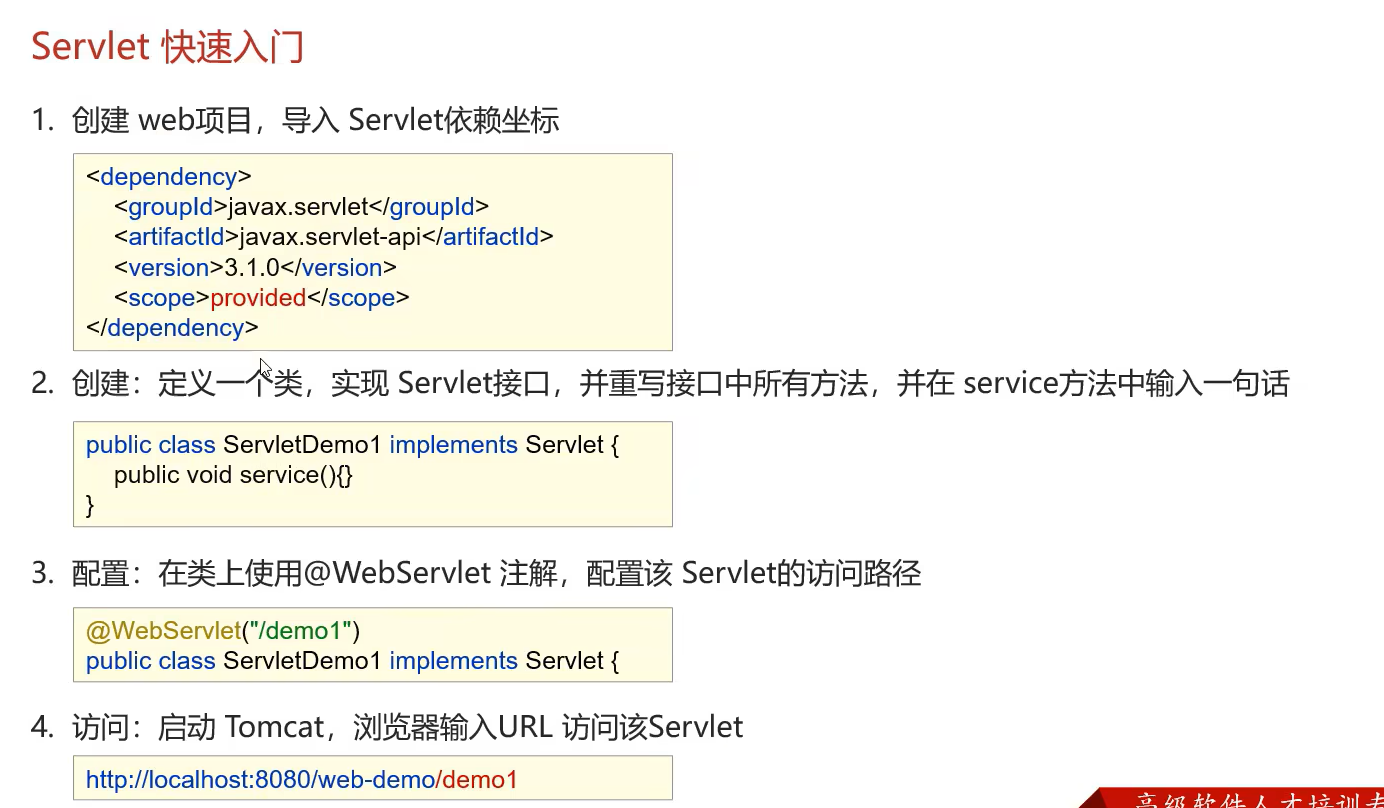 Servlet 快速入门
1. 创建 web项目，导入 Servlet依赖坐标
<dependency>
<groupId>javax.servlet</groupId>
<artifactId>javax.servlet-api</artifactId>
<version>3.1.0</version>
<scope>provided</scope>
</dependency>
2. 创建：定义一个类，实现 Servlet接口，并重写接口中所有方法，并在 service方法中输入一句话
public class ServletDemo1 implements Servlet {
public void service(){}
}
3. 配置：在类上使用@WebServlet 注解，配置该 Servlet的访问路径
@WebServlet("/demo1")
public class ServletDemo1 implements Servlet {
4. 访问：启动 Tomcat，浏览器输入URL 访问该Servlet
http://localhost:8080/web-demo/demo1
高级软件人才培训